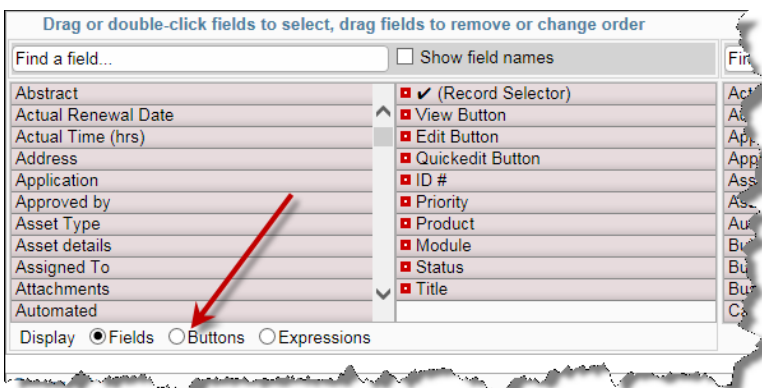 Drag or double-click fields to select, drag fields to remove or change order
Find a field...
Show field names
Abstract
Actual Renewal Date
Actual Time (hrs)
Address
Application
Approved by
Asset Type
Asset details
Assigned To
Attachments
Automated
✔ (Record Selector)
View Button
Edit Button
Quickedit Button
ID #
Priority
Product
Module
Status
Title
Display Fields Buttons Expressions